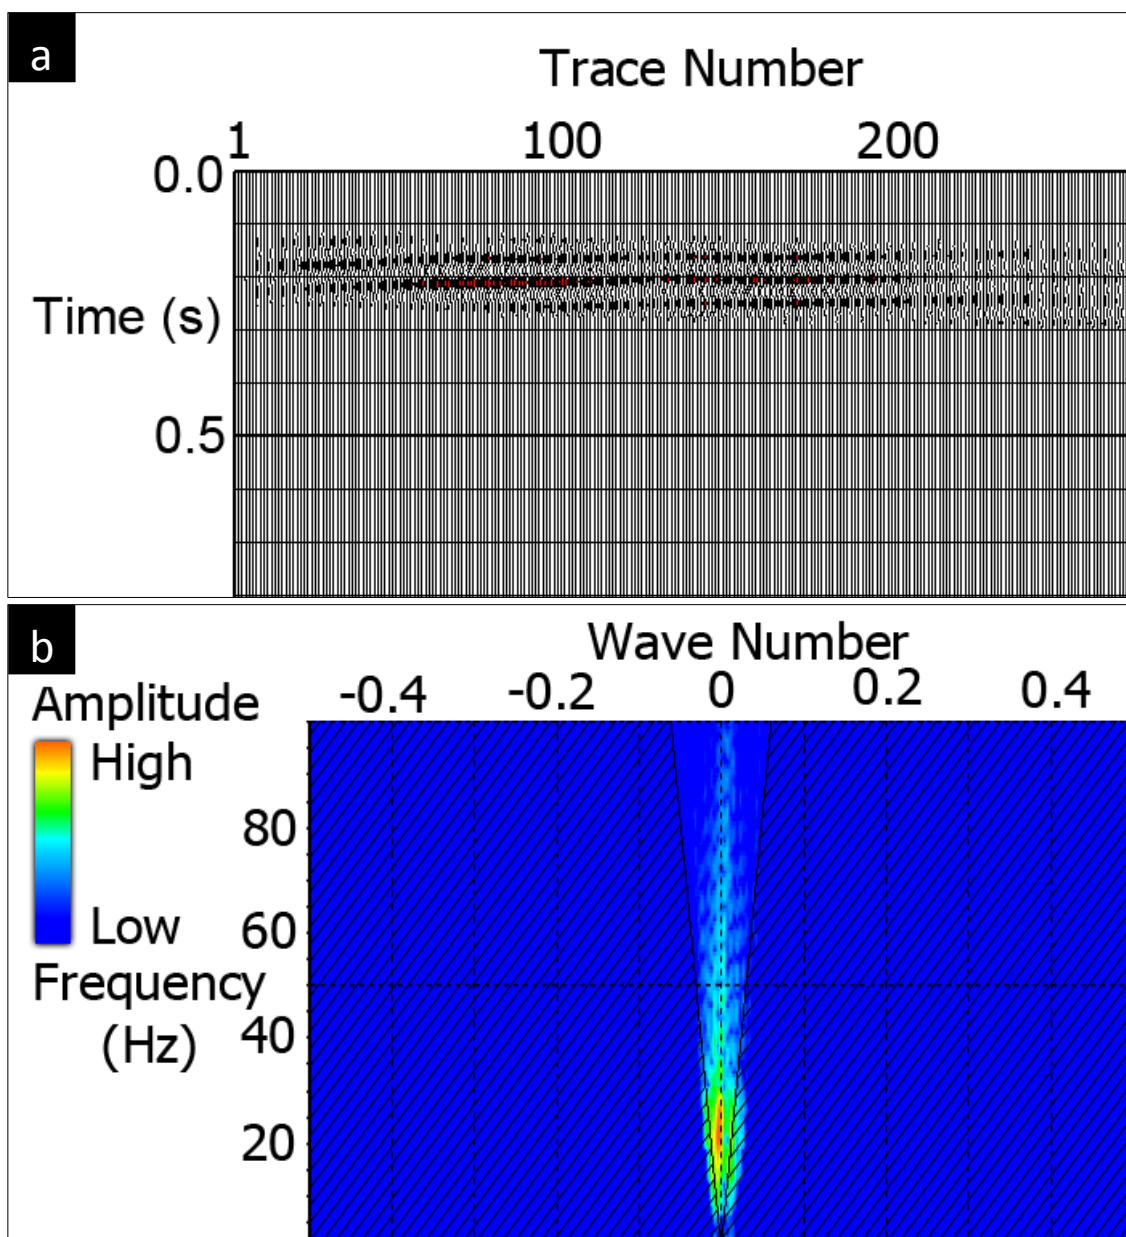 a
Trace Number
1 100 200
0.0
Time (s)
0.5
b
Wave Number
-0.4 -0.2 0 0.2 0.4
Amplitude
High
Low
Frequency
(Hz)
80
60
40
20